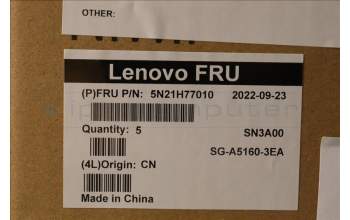 OTHER:
Lenovo FRU
(P)FRU P/N: 5N21H77010 2022-09-23
Quantity: 5 SN3A00
SG-A5160-3EA
(4L)Origin: CN
Made in China